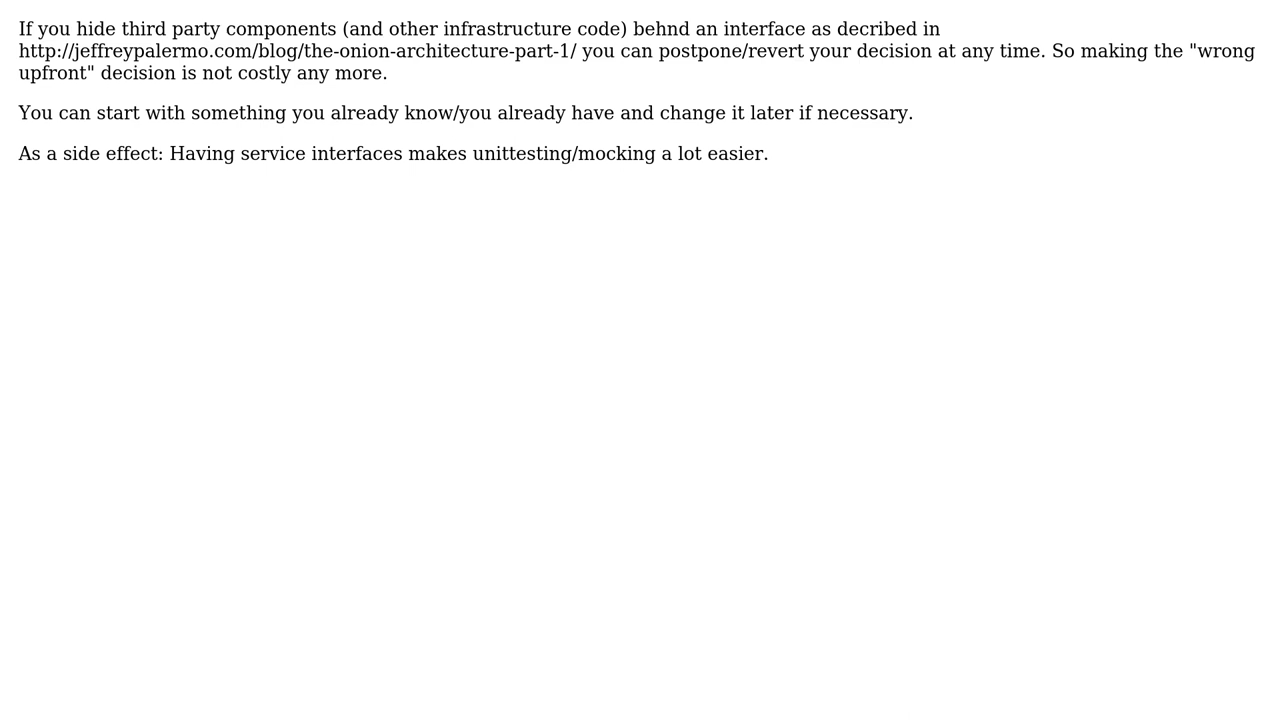 If you hide third party components (and other infrastructure code) behnd an interface as decribed in
http://jeffreypalermo.com/blog/the-onion-architecture-part-1/ you can postpone/revert your decision at any time. So making the "wrong
upfront" decision is not costly any more.
You can start with something you already know/you already have and change it later if necessary.
As a side effect: Having service interfaces makes unittesting/mocking a lot easier.